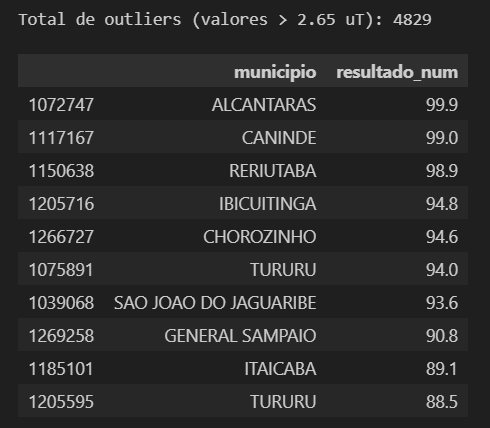 Total de outliers (valores > 2.65 uT): 4829
municipio resultado_num
1072747 ALCANTARAS 99.9
1117167 CANINDE 99.0
1150638 RERIUTABA 98.9
1205716 IBICUITINGA 94.8
1266727 CHOROZINHO 94.6
1075891 TURURU 94.0
1039068 SAO JOAO DO JAGUARIBE 93.6
1269258 GENERAL SAMPAIO 90.8
1185101 ITAICABA 89.1
1205595 TURURU 88.5